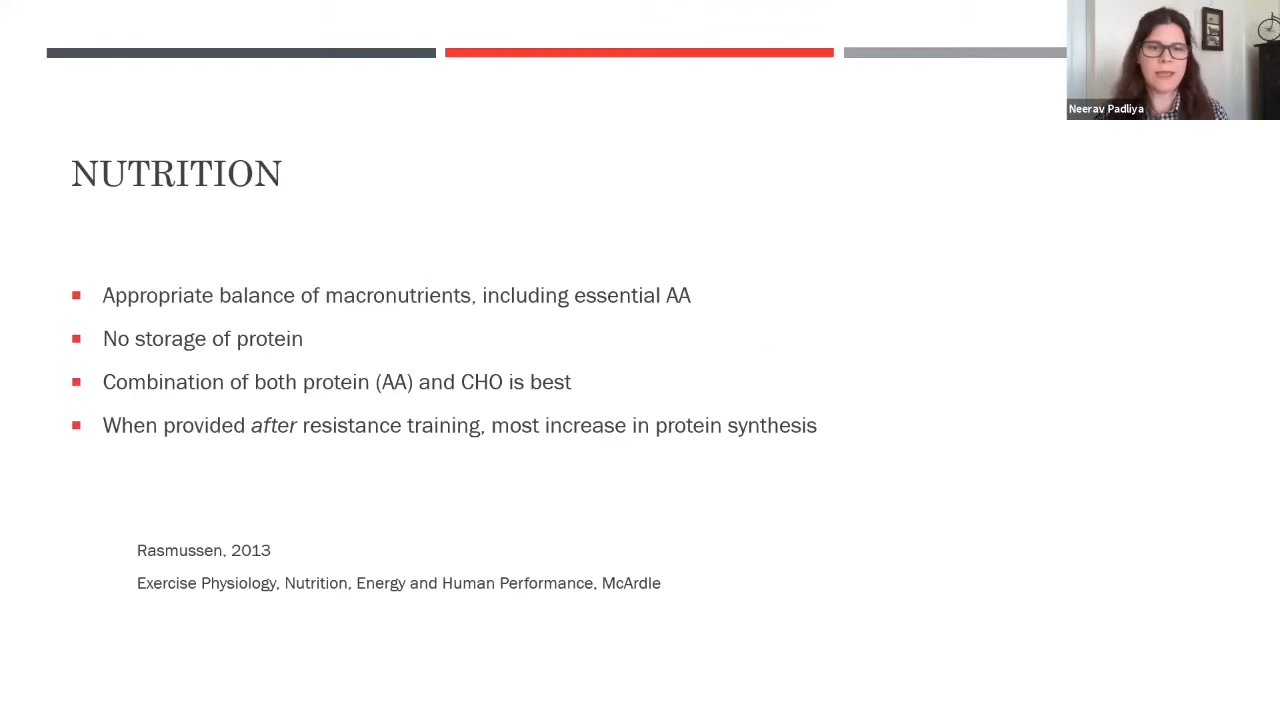 Neerav Padliya
NUTRITION
Appropriate balance of macronutrients, including essential AA
No storage of protein
Combination of both protein (AA) and CHO is best
When provided after resistance training, most increase in protein synthesis
Rasmussen, 2013
Exercise Physiology, Nutrition, Energy and Human Performance, McArdle